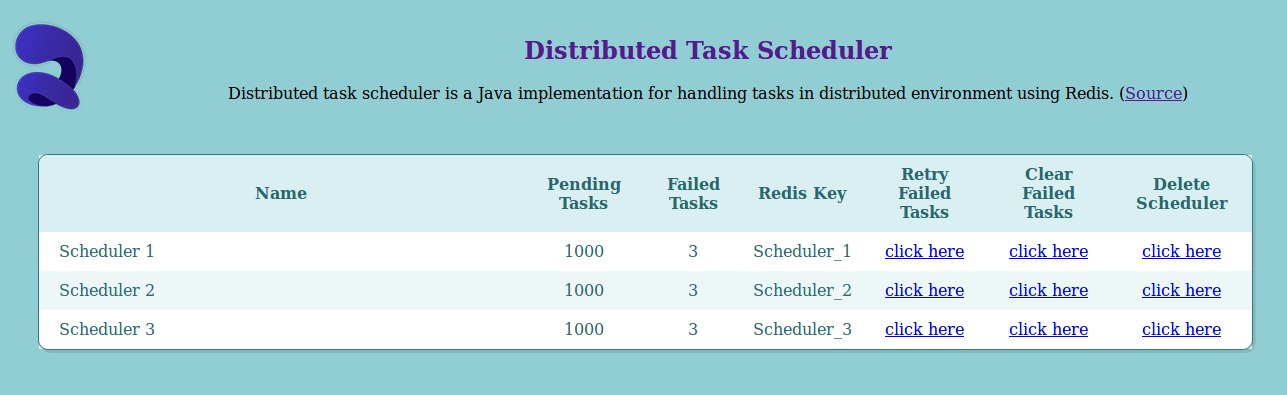 Distributed Task Scheduler
Distributed task scheduler is a Java implementation for handling tasks in distributed environment using Redis. (Source)
Name Pending Tasks Failed Tasks Redis Key Retry Failed Tasks Clear Failed Tasks Delete Scheduler
Scheduler 1 1000 3 Scheduler_1 click here click here click here
Scheduler 2 1000 3 Scheduler_2 click here click here click here
Scheduler 3 1000 3 Scheduler_3 click here click here click here